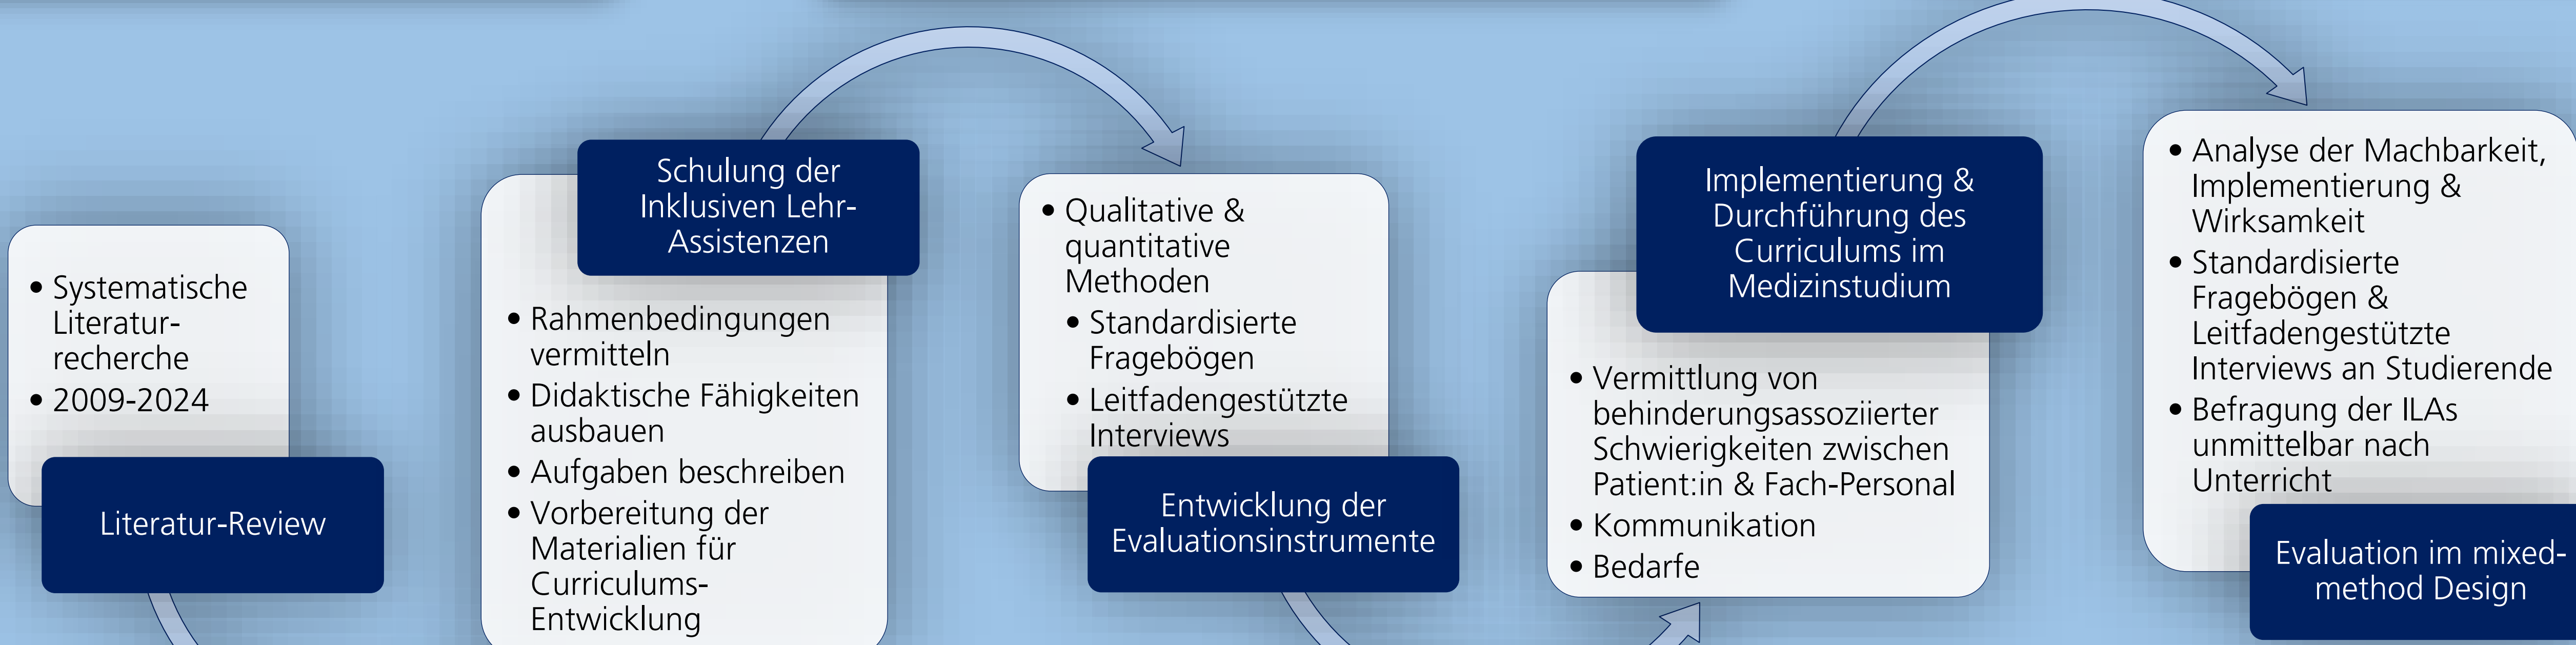 • Systematische
Literatur-
recherche
• 2009-2024
Literatur-Review
Schulung der
Inklusiven Lehr-
Assistenzen
• Rahmenbedingungen
vermitteln
• Didaktische Fähigkeiten
ausbauen
• Aufgaben beschreiben
• Vorbereitung der
Materialien für
Curriculums-
Entwicklung
• Qualitative &
quantitative
Methoden
• Standardisierte
Fragebögen
• Leitfadengestützte
Interviews
Entwicklung der
Evaluationsinstrumente
Implementierung &
Durchführung des
Curriculums im
Medizinstudium
• Vermittlung von
behinderungsassoziierter
Schwierigkeiten zwischen
Patient:in & Fach-Personal
• Kommunikation
• Bedarfe
• Analyse der Machbarkeit,
Implementierung &
Wirksamkeit
• Standardisierte
Fragebögen &
Leitfadengestützte
Interviews an Studierende
• Befragung der ILAs
unmittelbar nach
Unterricht
Evaluation im mixed-
method Design